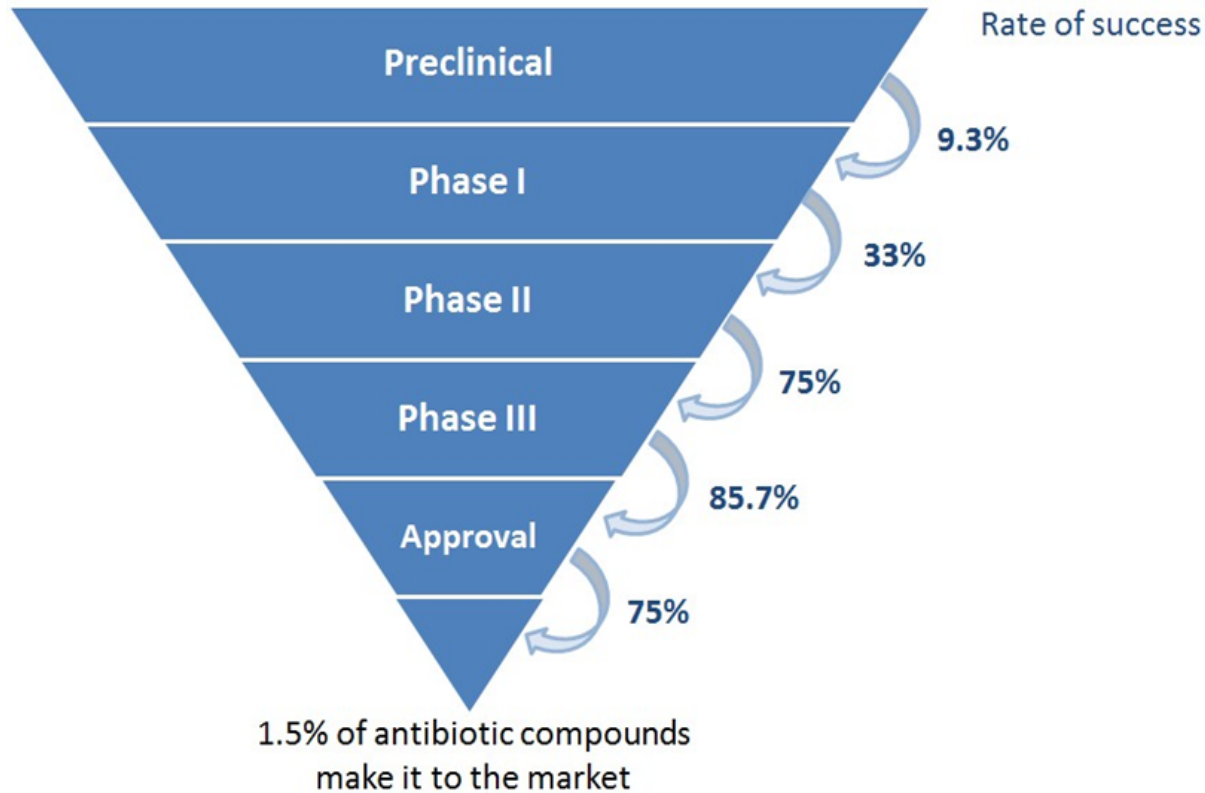 Rate of success
Preclinical
9.3%
Phase I
33%
Phase II
75%
Phase III
85.7%
Approval
75%
1.5% of antibiotic compounds
make it to the market